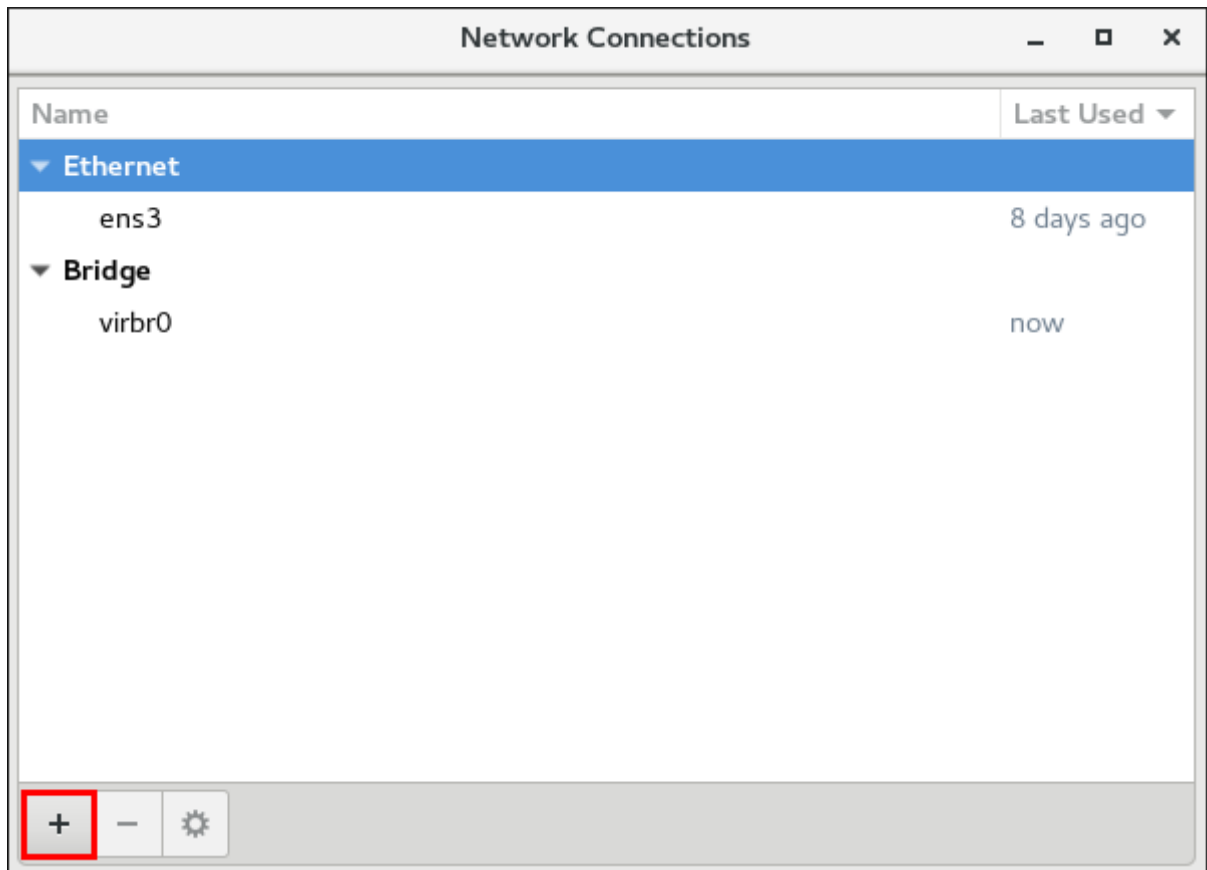 Network Connections
Name Last Used
Ethernet
ens3 8 days ago
Bridge
virbr0 now